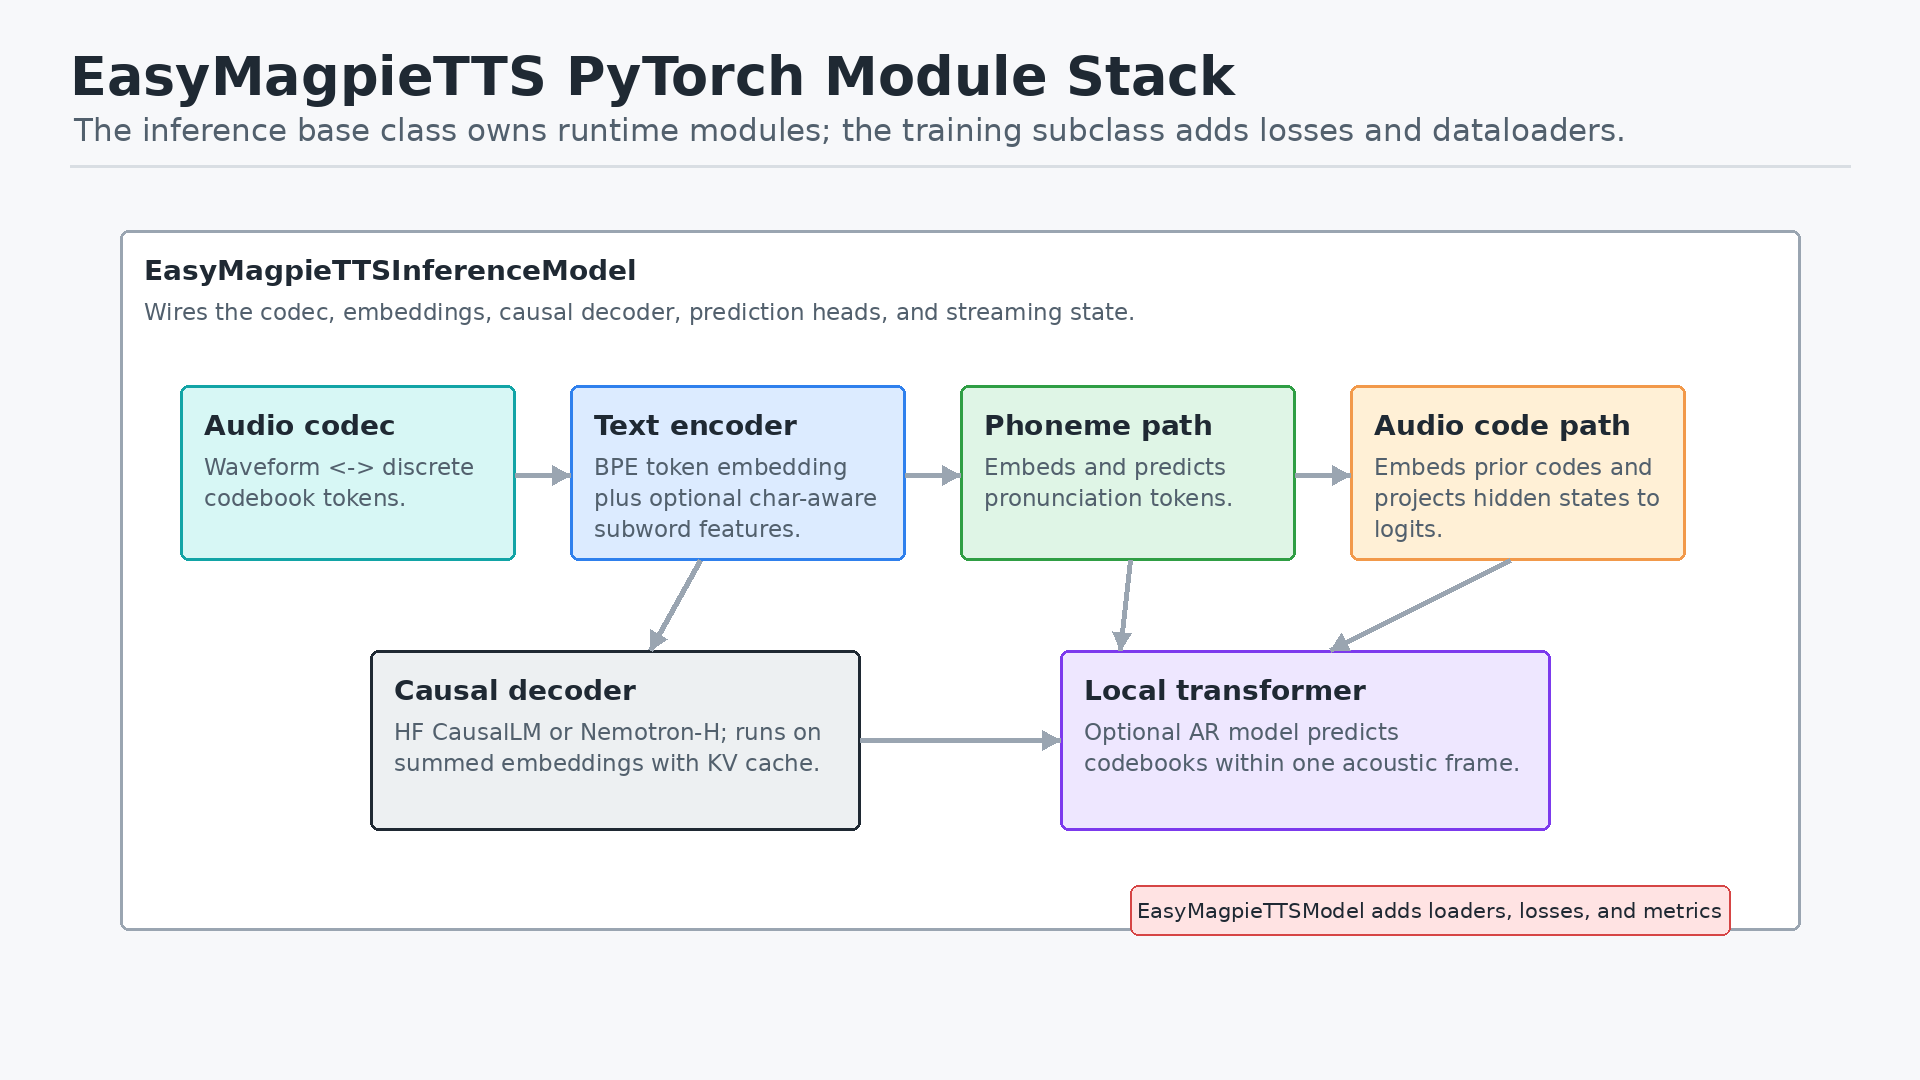 EasyMagpieTTS PyTorch Module Stack
The inference base class owns runtime modules; the training subclass adds losses and dataloaders.
EasyMagpieTTSInferenceModel
Wires the codec, embeddings, causal decoder, prediction heads, and streaming state.
Audio codec
Waveform <-> discrete
codebook tokens.
Text encoder
BPE token embedding
plus optional char-aware
subword features.
Phoneme path
Embeds and predicts
pronunciation tokens.
Audio code path
Embeds prior codes and
projects hidden states to
logits.
Causal decoder
HF CausalLM or Nemotron-H; runs on
summed embeddings with KV cache.
Local transformer
Optional AR model predicts
codebooks within one acoustic frame.
EasyMagpieTTSModel adds loaders, losses, and metrics